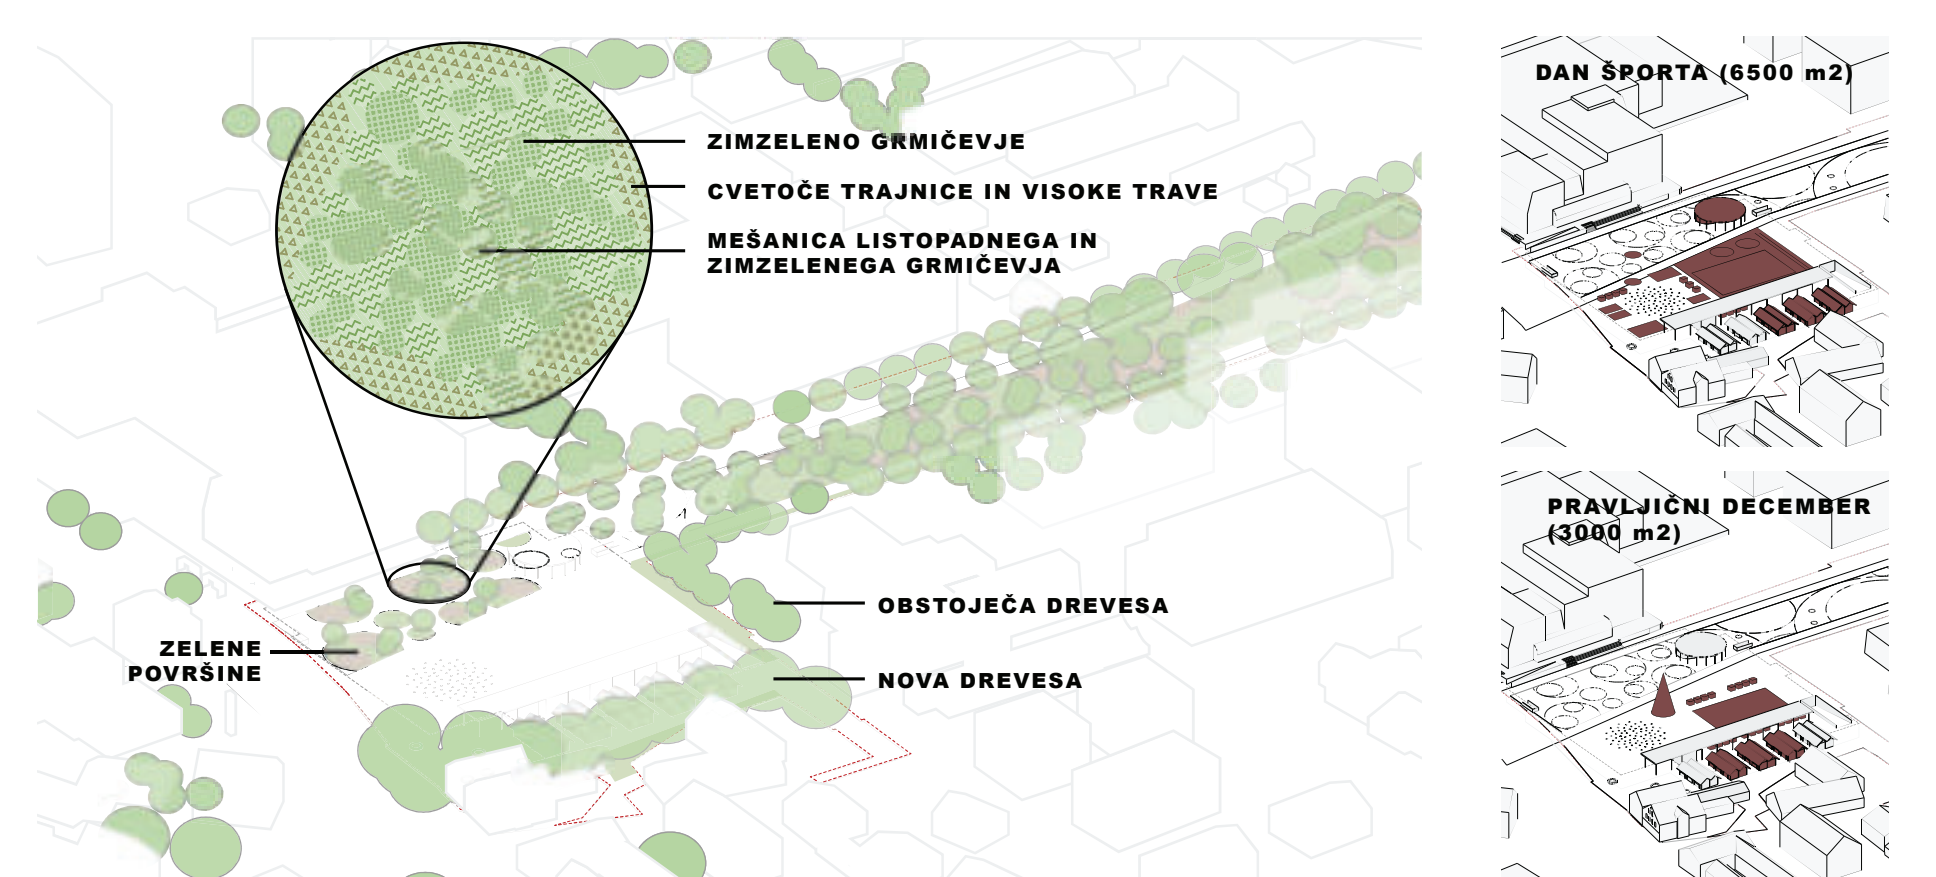 ZIMZELENO GRMIČEVJE
CVETOČE TRAJNICE IN VISOKE TRAVE
MEŠANICA LISTOPADNEGA IN
ZIMZELENEGA GRMIČEVJA
OBSTOJEČA DREVESA
ZELENE
POVRŠINE
NOVA DREVESA
DAN ŠPORTA (6500 m2)
PRAVLJIČNI DECEMBER
(3000 m2)